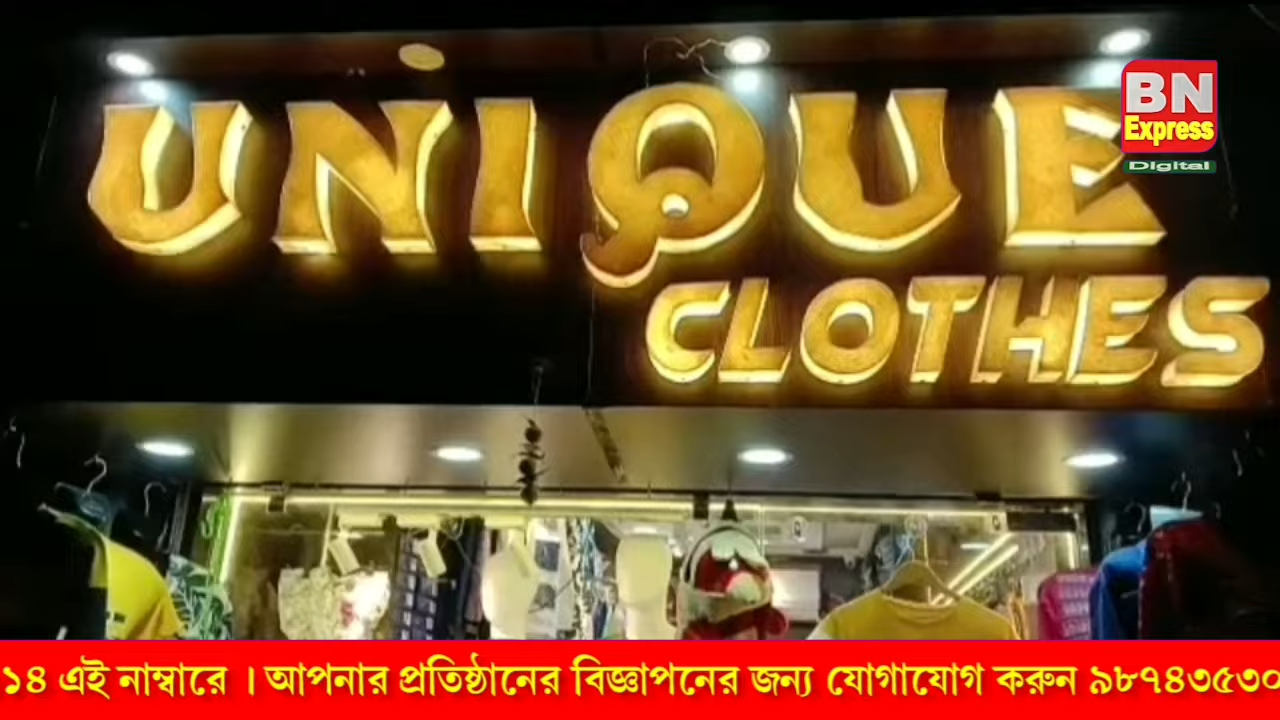 UNIQUE
CLOTHES
BN
Express
Digital
১৪ এই নাম্বারে । আপনার প্রতিষ্ঠানের বিজ্ঞাপনের জন্য যোগাযোগ করুন ৯৮৭৪৩৫৩০